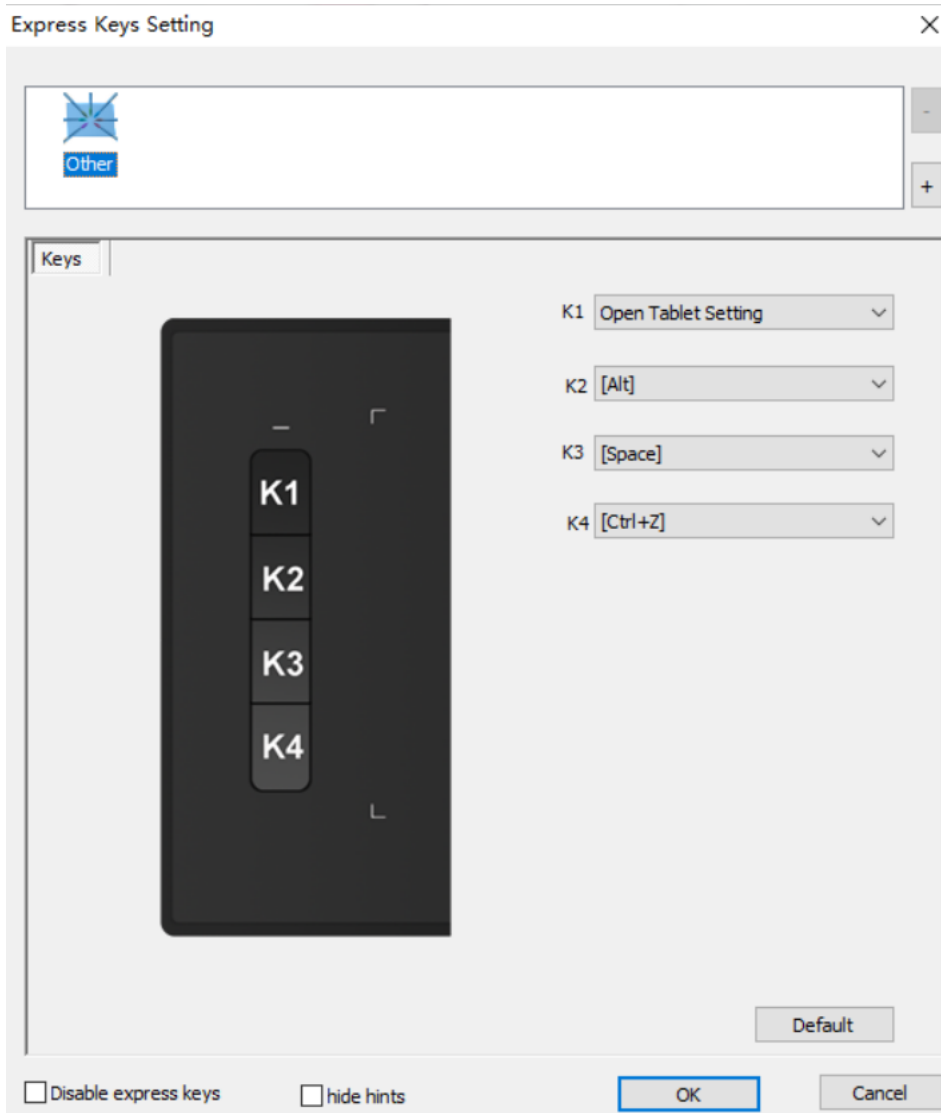 Express Keys Setting
Other
-
+
Keys
K1 Open Tablet Setting
K2 [Alt]
K3 [Space]
K4 [Ctrl+Z]
K1
K2
K3
K4
Default
Disable express keys
hide hints
OK
Cancel